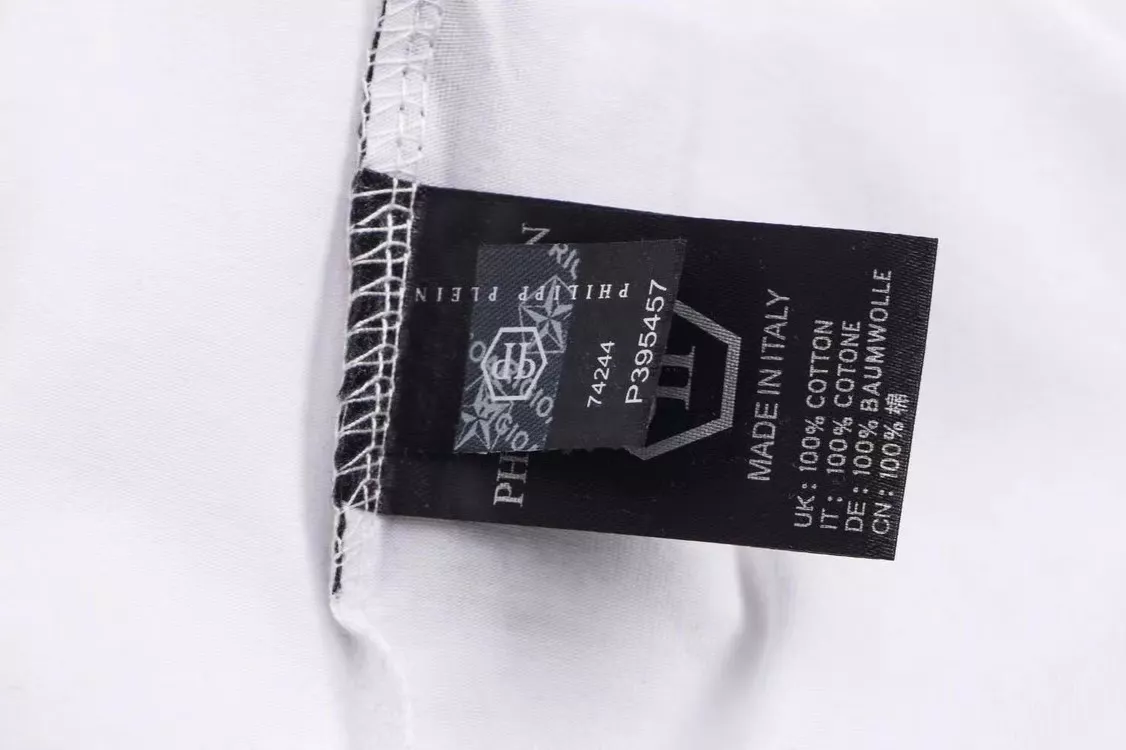 PHILIPP PLEIN
74244
P395457
MADE IN ITALY
UK: 100% COTTON
IT: 100% COTONE
DE: 100% BAUMWOLLE
CN: 100% 棉